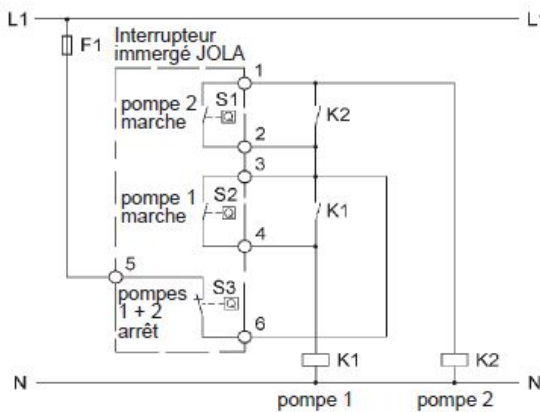 L1
L1
F1
Interrupteur
immergé JOLA
1
pompe 2
marche
S1
Q
K2
2
3
pompe 1
marche
S2
Q
K1
4
5
pompes
1 + 2
arrêt
S3
Q
6
K1
K2
N
N
pompe 1
pompe 2